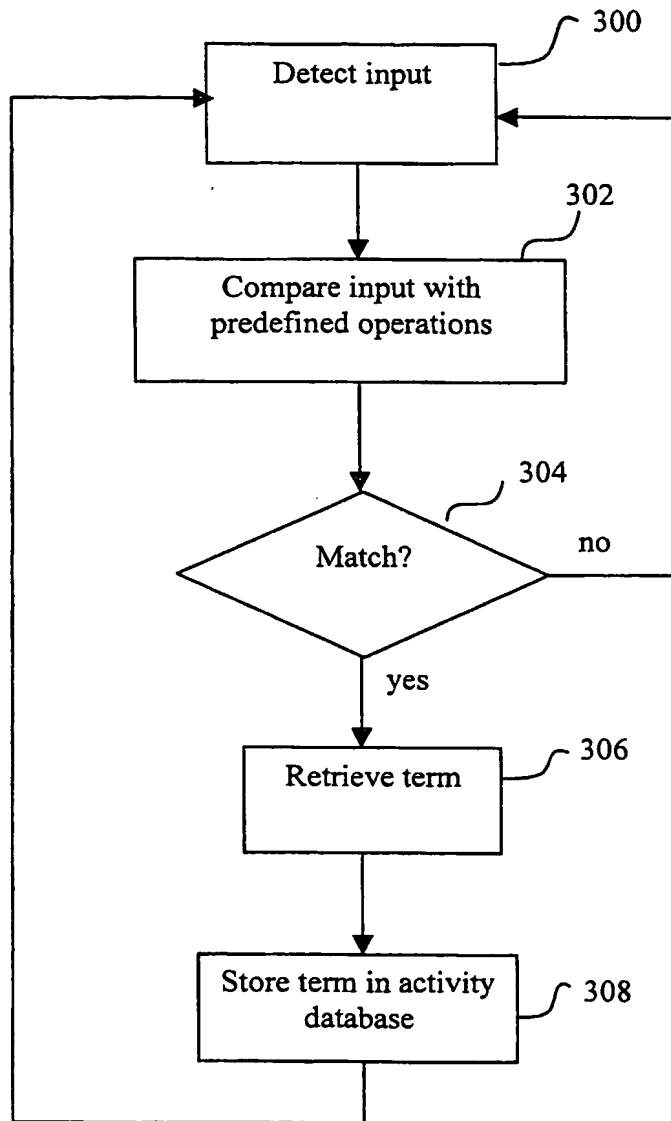 300
Detect input
302
Compare input with
predefined operations
304
Match?
no
yes
306
Retrieve term
Store term in activity
database
308